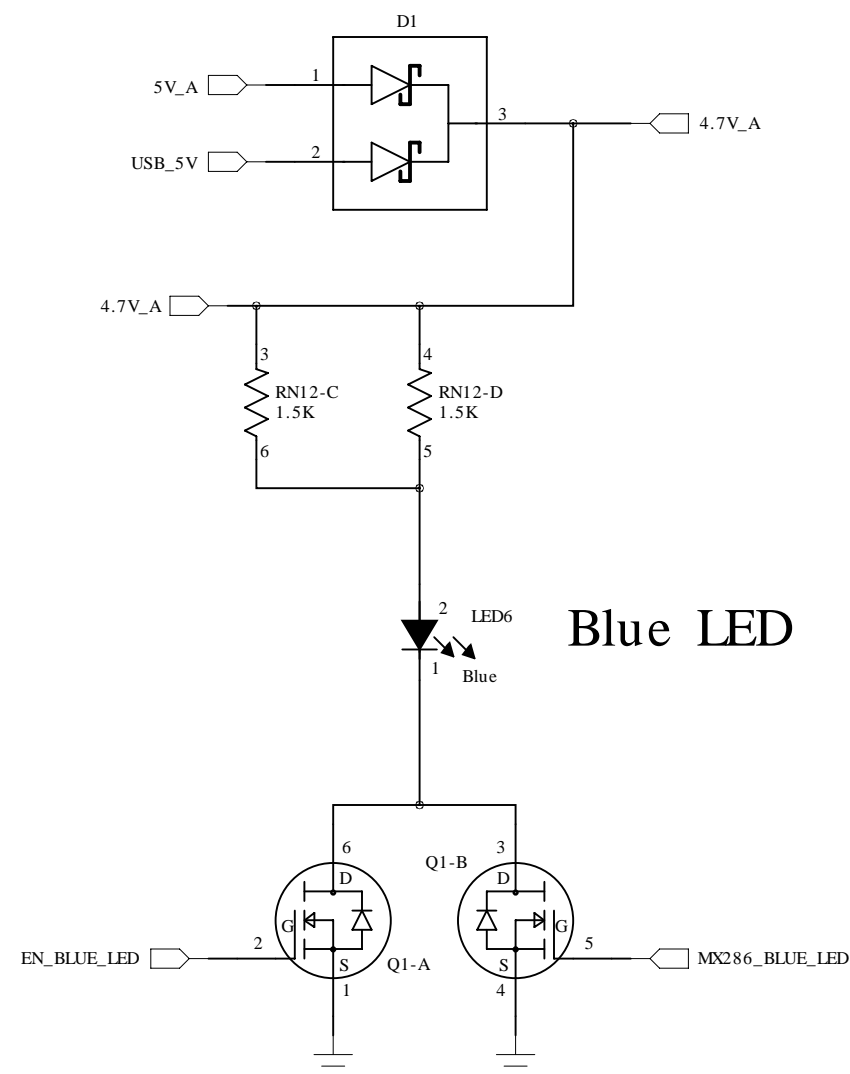 D1
5V_A
1
3
4.7V_A
USB_5V
2
4.7V_A
3
4
RN12-C
1.5K
RN12-D
1.5K
6
5
2
LED6
Blue LED
1
Blue
6
3
Q1-B
D
D
G
G
EN_BLUE_LED
2
5
MX286_BLUE_LED
S
Q1-A
S
1
4